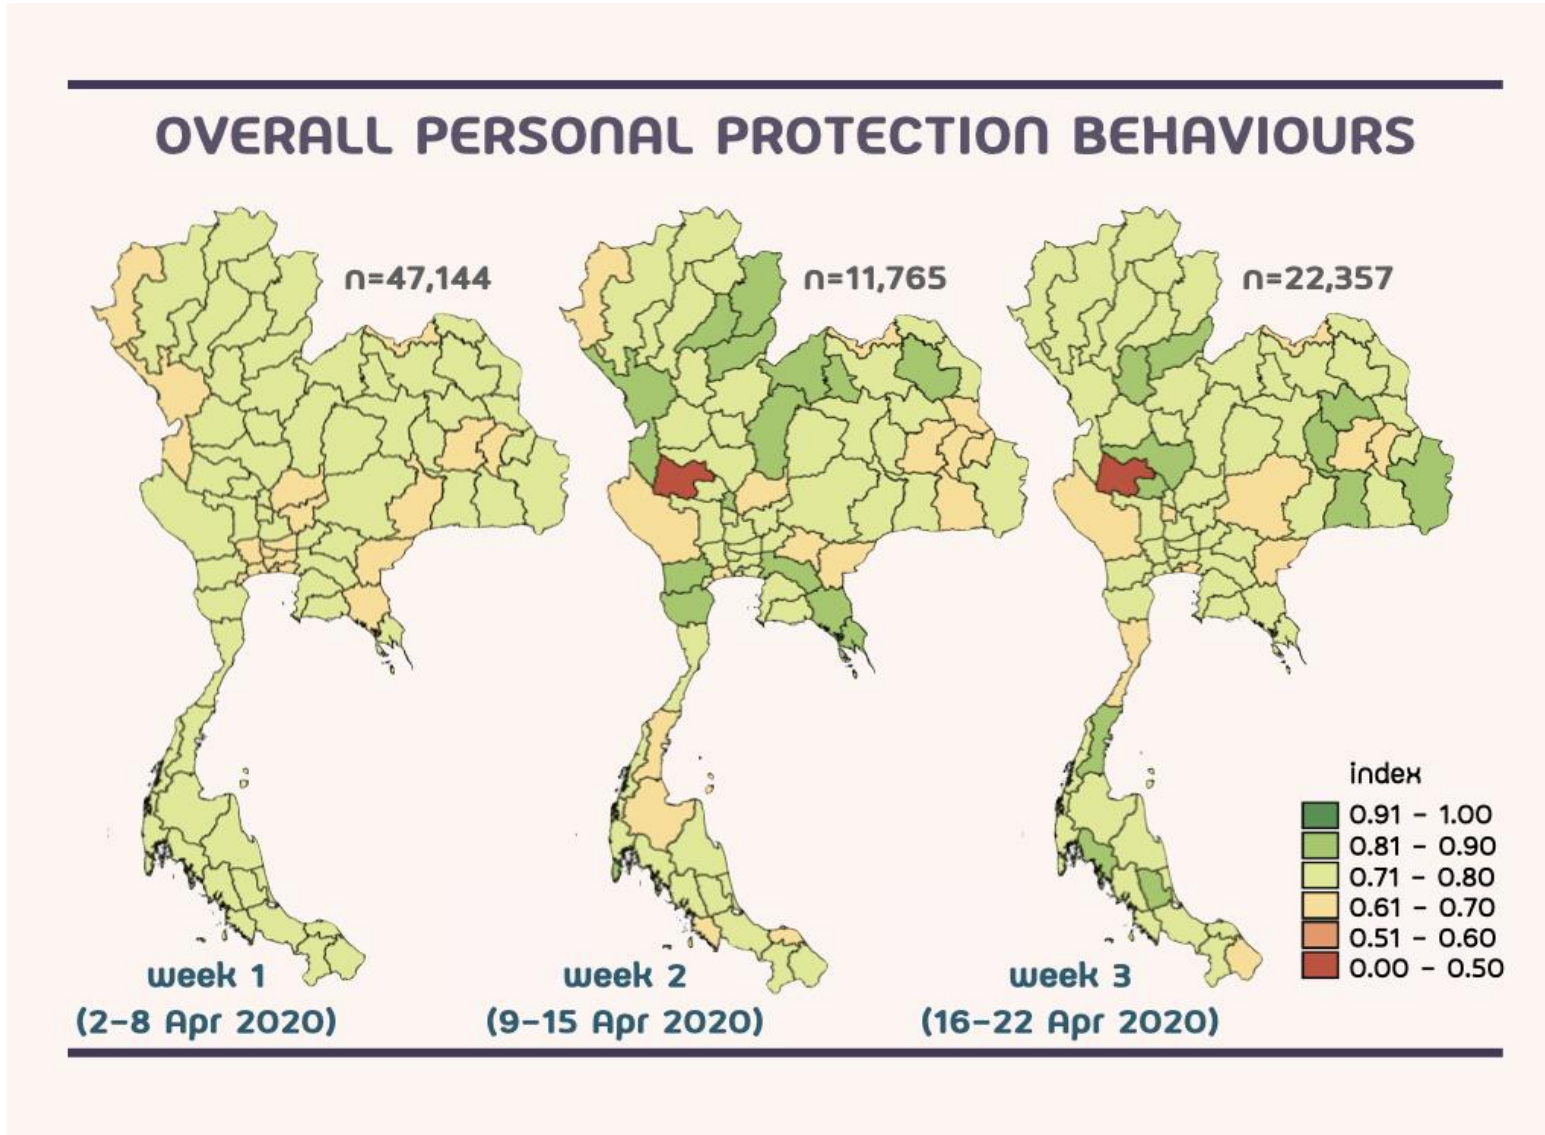 OVERALL PERSONAL PROTECTION BEHAVIOURS
n=47,144
n=11,765
n=22,357
index
0.91 - 1.00
0.81 - 0.90
0.71 - 0.80
0.61 - 0.70
0.51 - 0.60
0.00 - 0.50
week 1
(2-8 Apr 2020)
week 2
(9-15 Apr 2020)
week 3
(16-22 Apr 2020)